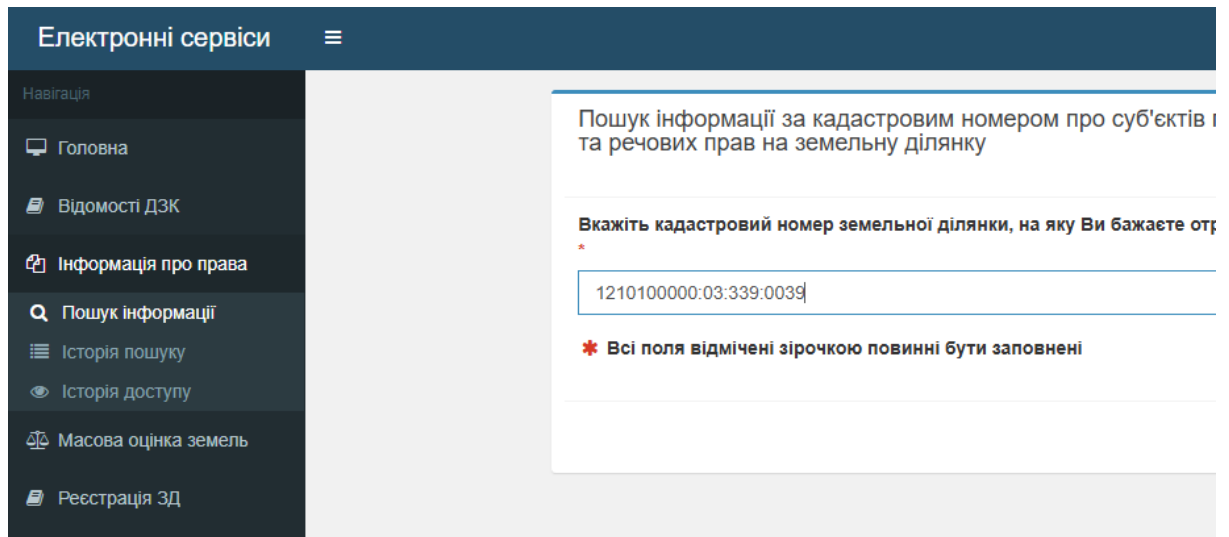 Електронні сервіси
Навігація
Головна
Відомості ДЗК
Інформація про права
Пошук інформації
Історія пошуку
Історія доступу
Масова оцінка земель
Реєстрація ЗД
Пошук інформації за кадастровим номером про суб'єктів
та речових прав на земельну ділянку
Вкажіть кадастровий номер земельної ділянки, на яку Ви бажаєте
*
1210100000:03:339:0039
* Всі поля відмічені зірочкою повинні бути заповнені